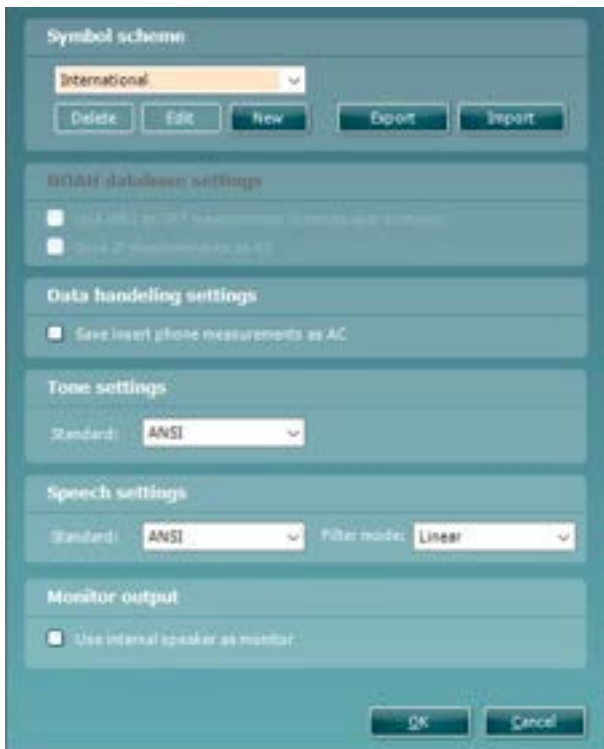 Symbol scheme
International
Delete Edit New Export Import
NOAH database settings
Data handeling settings
Save insert phone measurements as AC
Tone settings
Standard: ANSI
Speech settings
Standard: ANSI Filter mode: Linear
Monitor output
Use internal speaker as monitor
OK Cancel